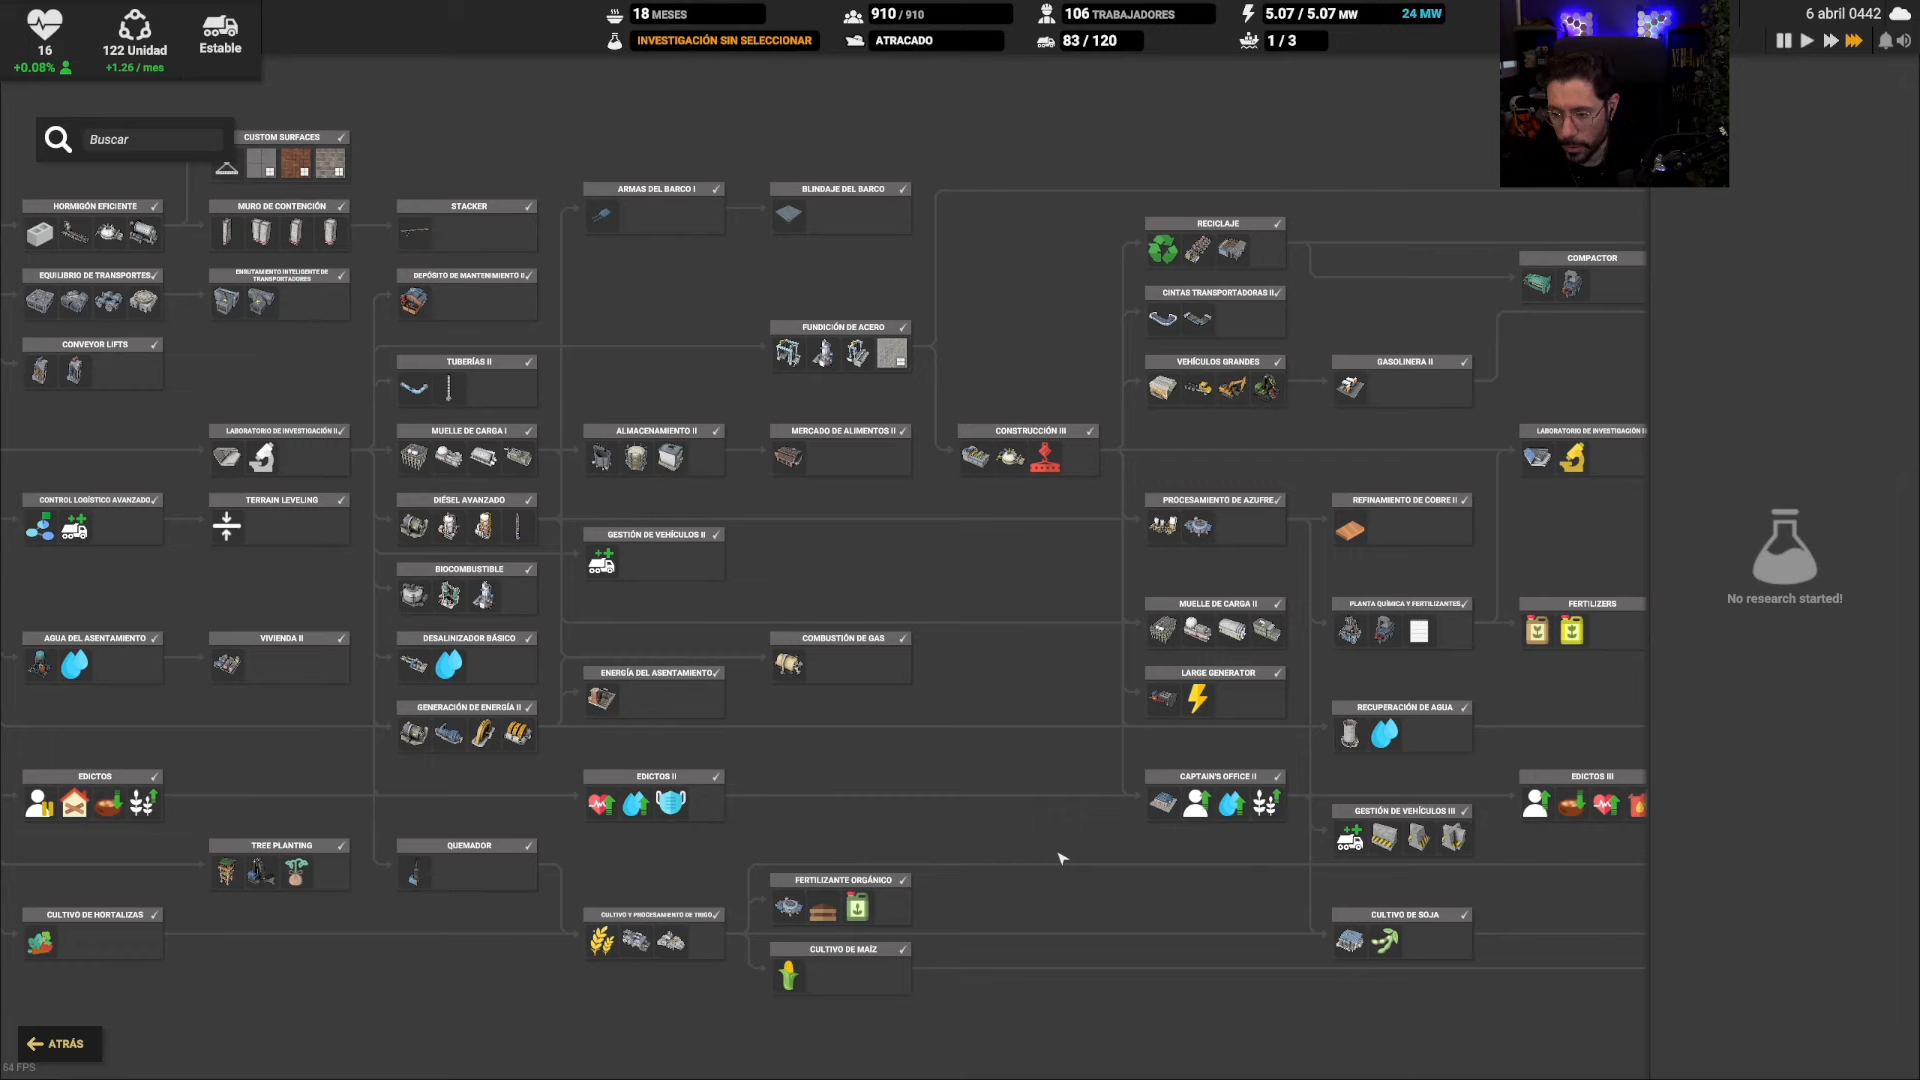 16
+0.08%
122 Unidad
+1.26 / mes
Estable
18 MESES
INVESTIGACIÓN SIN SELECCIONAR
910 / 910
ATRACADO
106 TRABAJADORES
83 / 120
5.07 / 5.07 MW
24 MW
1 / 3
6 abril 0442
Buscar
CUSTOM SURFACES
ARMAS DEL BARCO I
BLINDAJE DEL BARCO
HORMIGÓN EFICIENTE
MURO DE CONTENCIÓN
STACKER
RECICLAJE
COMPACTOR
EQUILIBRIO DE TRANSPORTES
ENRUTAMIENTO INTELIGENTE DE
TRANSPORTADORES
DEPÓSITO DE MANTENIMIENTO II
CINTAS TRANSPORTADORAS II
FUNDICIÓN DE ACERO
CONVEYOR LIFTS
TUBERÍAS II
VEHÍCULOS GRANDES
GASOLINERA II
LABORATORIO DE INVESTIGACIÓN II
MUELLE DE CARGA I
ALMACENAMIENTO II
MERCADO DE ALIMENTOS II
CONSTRUCCIÓN III
LABORATORIO DE INVESTIGACIÓN II
CONTROL LOGÍSTICO AVANZADO
TERRAIN LEVELING
DIÉSEL AVANZADO
PROCESAMIENTO DE AZUFRE
REFINAMIENTO DE COBRE II
GESTIÓN DE VEHÍCULOS II
BIOCOMBUSTIBLE
No research started!
MUELLE DE CARGA II
PLANTA QUÍMICA Y FERTILIZANTES
FERTILIZERS
AGUA DEL ASENTAMIENTO
VIVIENDA II
DESALINIZADOR BÁSICO
COMBUSTIÓN DE GAS
ENERGÍA DEL ASENTAMIENTO
LARGE GENERATOR
GENERACIÓN DE ENERGÍA II
RECUPERACIÓN DE AGUA
EDICTOS
EDICTOS II
CAPTAIN'S OFFICE II
EDICTOS III
GESTIÓN DE VEHÍCULOS III
TREE PLANTING
QUEMADOR
FERTILIZANTE ORGÁNICO
CULTIVO DE HORTALIZAS
CULTIVO Y PROCESAMIENTO DE TRIGO
CULTIVO DE SOJA
CULTIVO DE MAÍZ
ATRÁS
64 FPS